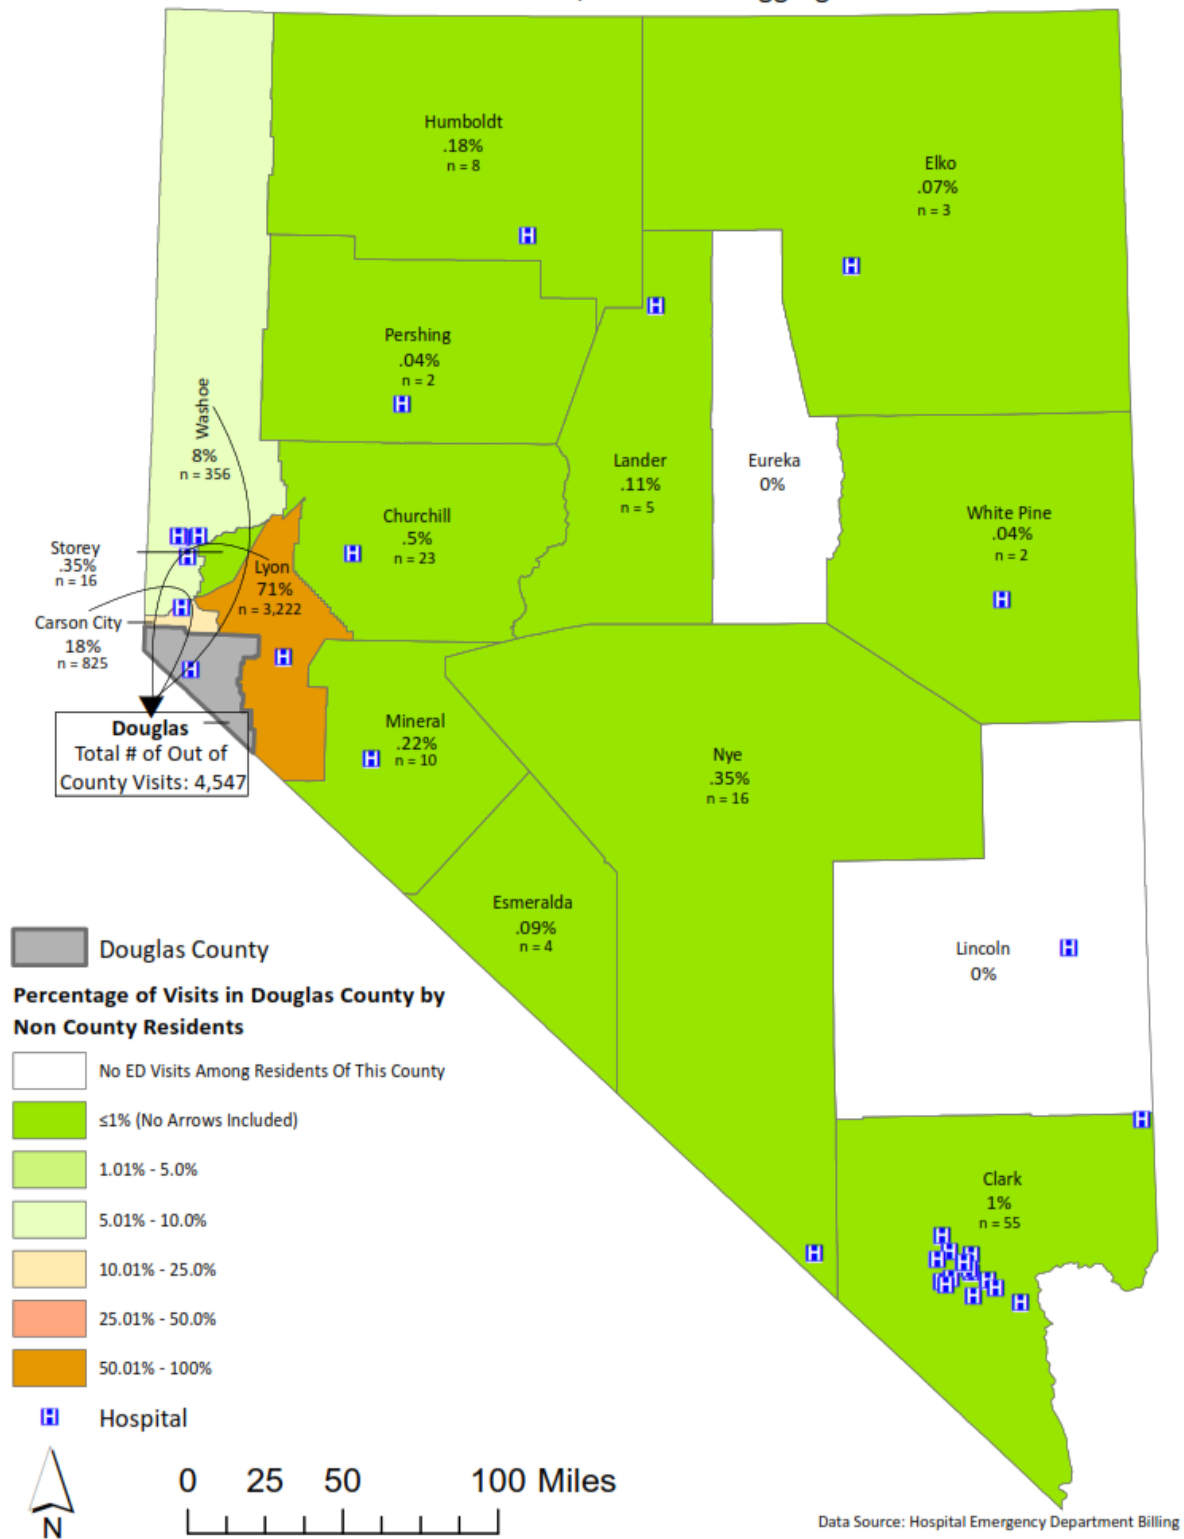 Humboldt
.18%
n = 8
Elko
.07%
n = 3
Pershing
.04%
n = 2
Washoe
8%
n = 356
Lander
.11%
n = 5
Eureka
0%
Churchill
.5%
n = 23
White Pine
.04%
n = 2
Storey
.35%
n = 16
Lyon
71%
n = 3,222
Carson City
18%
n = 825
Douglas
Total # of Out of
County Visits: 4,547
Mineral
.22%
n = 10
Nye
.35%
n = 16
Esmeralda
.09%
n = 4
Lincoln
0%
Clark
1%
n = 55
Douglas County
Percentage of Visits in Douglas County by
Non County Residents
No ED Visits Among Residents Of This County
≤1% (No Arrows Included)
1.01% - 5.0%
5.01% - 10.0%
10.01% - 25.0%
25.01% - 50.0%
50.01% - 100%
H Hospital
N
0 25 50 100 Miles
Data Source: Hospital Emergency Department Billing